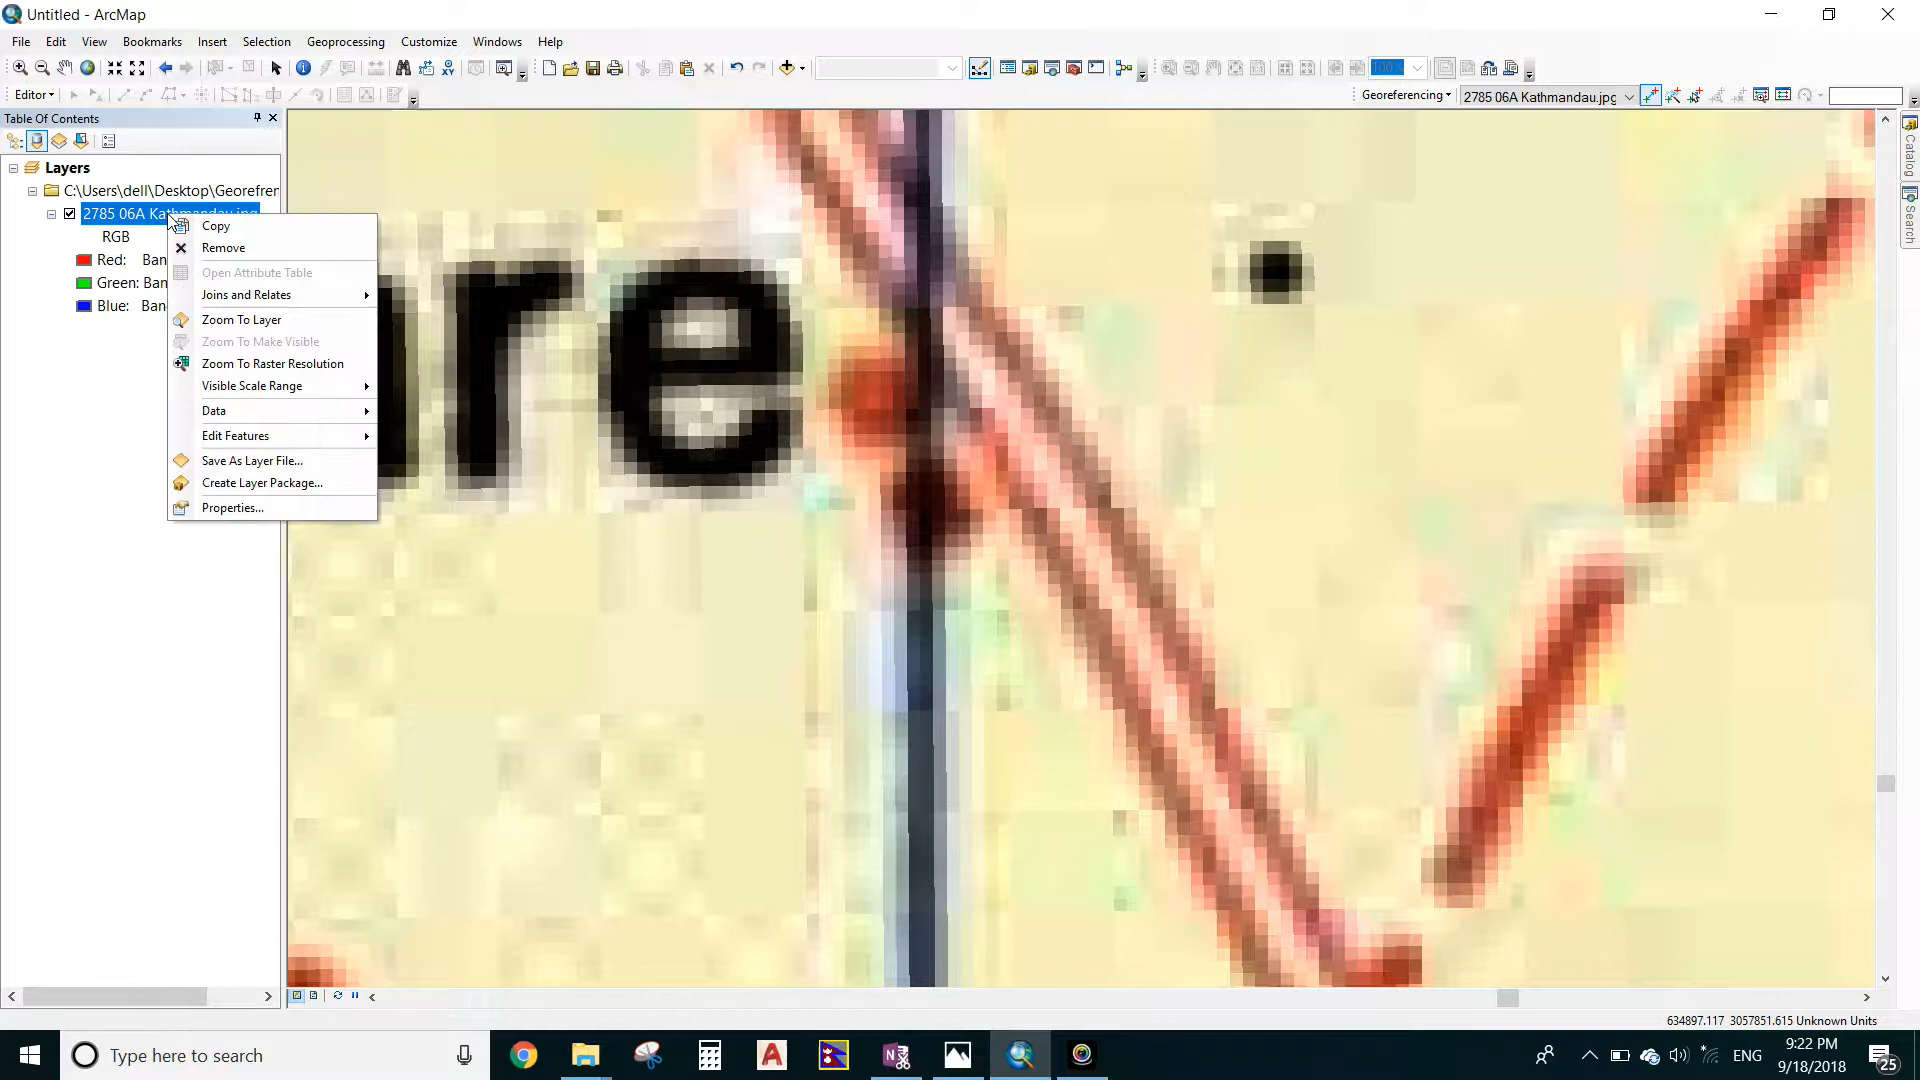 Untitled - ArcMap
File Edit View Bookmarks Insert Selection Geoprocessing Customize Windows Help
100%
Editor Georeferencing 2785 06A Kathmandau.jpg
Table Of Contents
Layers
C:\Users\dell\Desktop\Georefren
2785 06A Kathmandau.jpg
RGB
Red: Ban
Green: Ban
Blue: Ban
Copy
Remove
Open Attribute Table
Joins and Relates
Zoom To Layer
Zoom To Make Visible
Zoom To Raster Resolution
Visible Scale Range
Data
Edit Features
Save As Layer File...
Create Layer Package...
Properties...
re
Catalog
Search
634897.117 3057851.615 Unknown Units
Type here to search
ENG
9:22 PM
9/18/2018
25